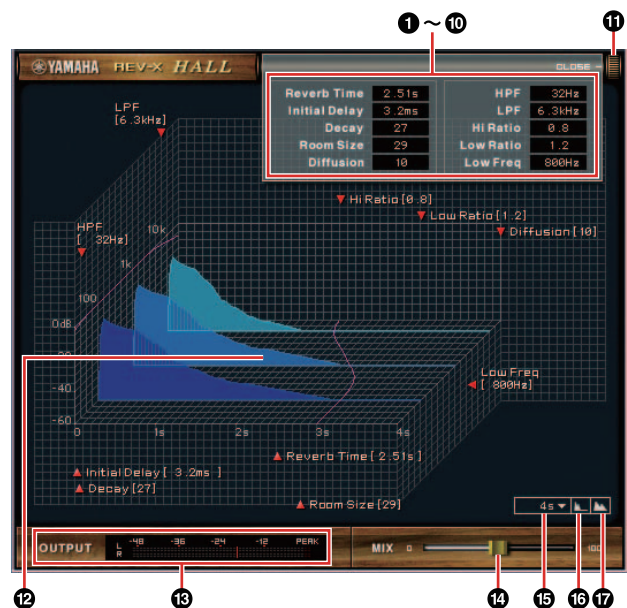 ❶～❿
⓫
YAMAHA REV-X HALL
CLOSE
Reverb Time 2.51s HPF 32Hz
Initial Delay 3.2ms LPF 6.3kHz
Decay 27 Hi Ratio 0.8
Room Size 29 Low Ratio 1.2
Diffusion 10 Low Freq 800Hz
LPF
[6.3kHz]
Hi Ratio[0.8]
Low Ratio[1.2]
Diffusion[10]
HPF
[ 32Hz]
10k
1k
100
0dB
-20
-40
-60
0 1s 2s 3s 4s
Low Freq
[ 800Hz]
Reverb Time[ 2.51s ]
Initial Delay[ 3.2ms ]
Decay[27]
Room Size[29]
4s
OUTPUT L R -48 -36 -24 -12 PEAK
MIX 0 100
⓬ ⓭ ⓮ ⓯ ⓰ ⓱